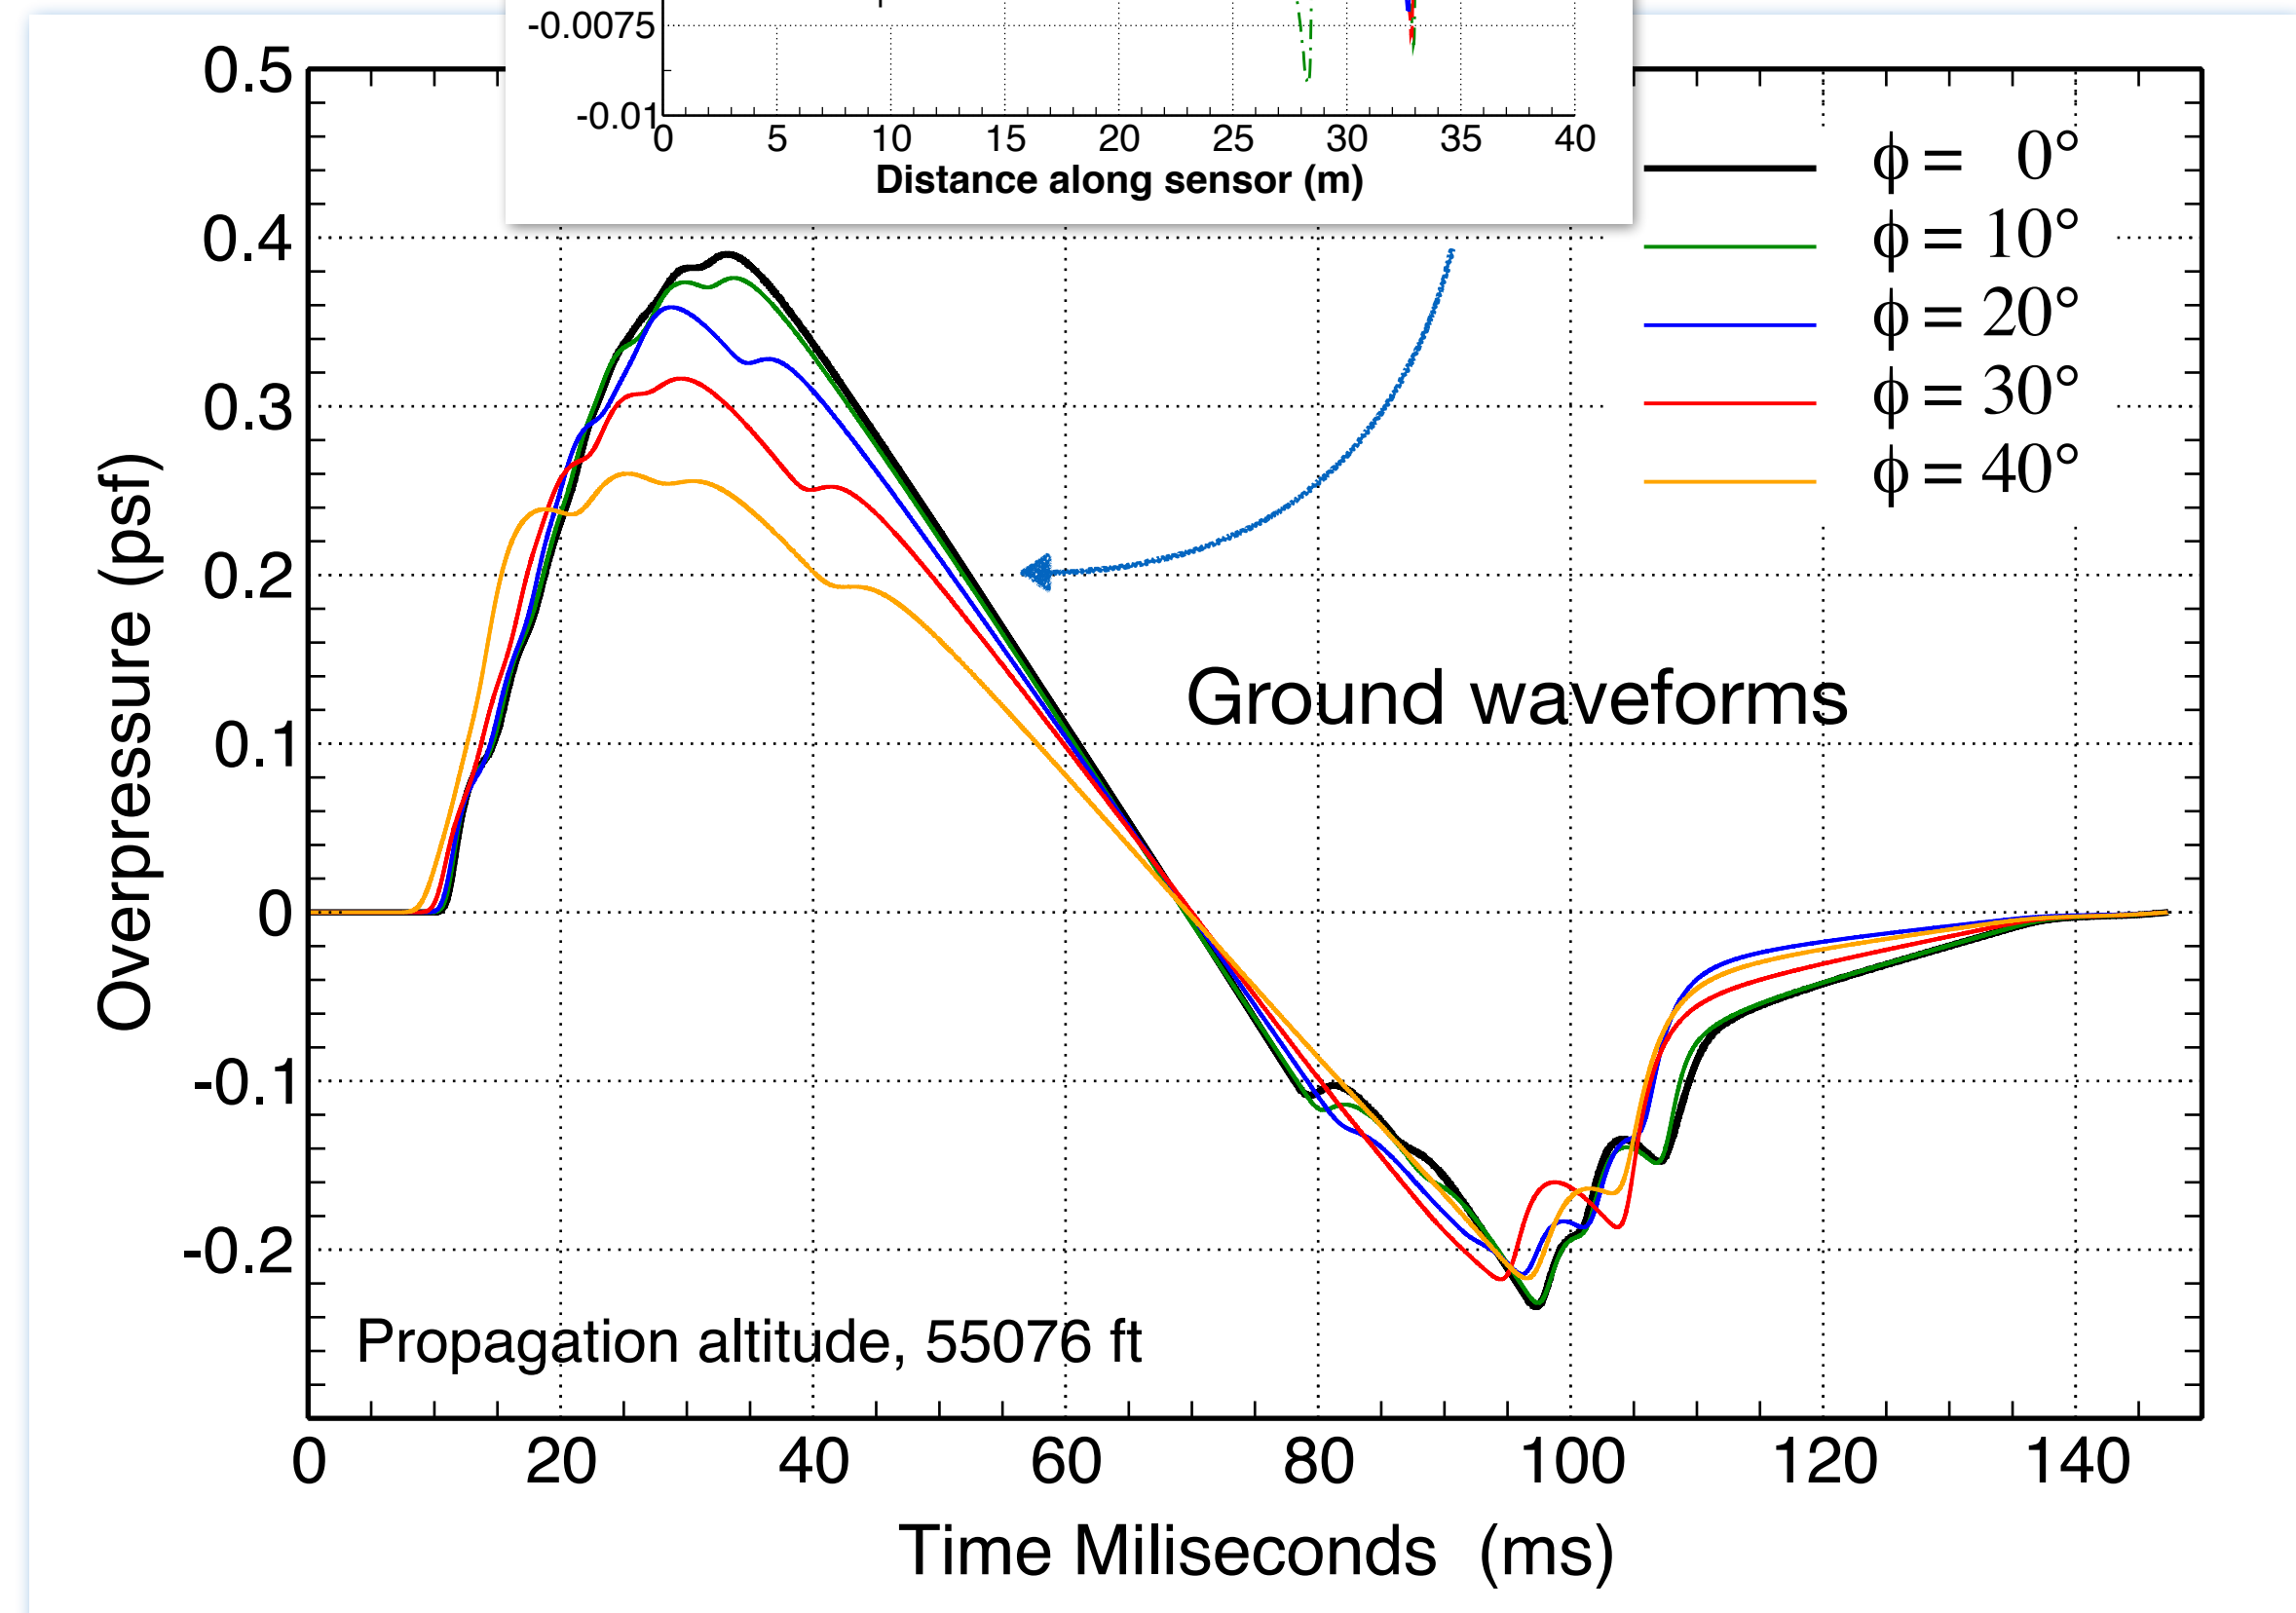 -0.0075
-0.01
0 5 10 15 20 25 30 35 40
Distance along sensor (m)
0.5
0.4
0.3
0.2
0.1
0
-0.1
-0.2
Overpressure (psf)
ϕ = 0°
ϕ = 10°
ϕ = 20°
ϕ = 30°
ϕ = 40°
Ground waveforms
Propagation altitude, 55076 ft
0 20 40 60 80 100 120 140
Time Miliseconds (ms)